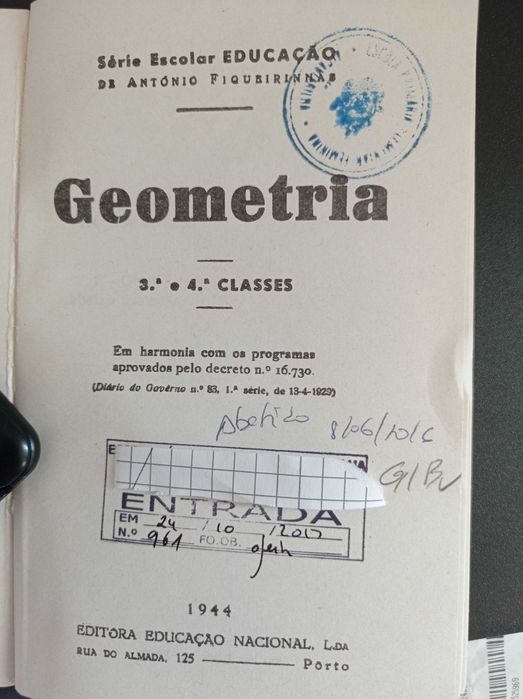 Série Escolar EDUCAÇÃO
DE ANTÓNIO FIGUEIRINHAS
Geometria
3.ª e 4.ª CLASSES
Em harmonia com os programas
aprovados pelo decreto n.º 16.730.
(Diário do Govêrno n.º 83, 1.ª série, de 13-4-1929)
ENTRADA
EM 24 / 10 / 2017
N.º 961 FO.OB.
1944
EDITORA EDUCAÇÃO NACIONAL, L.DA
RUA DO ALMADA, 125 — Pôrto